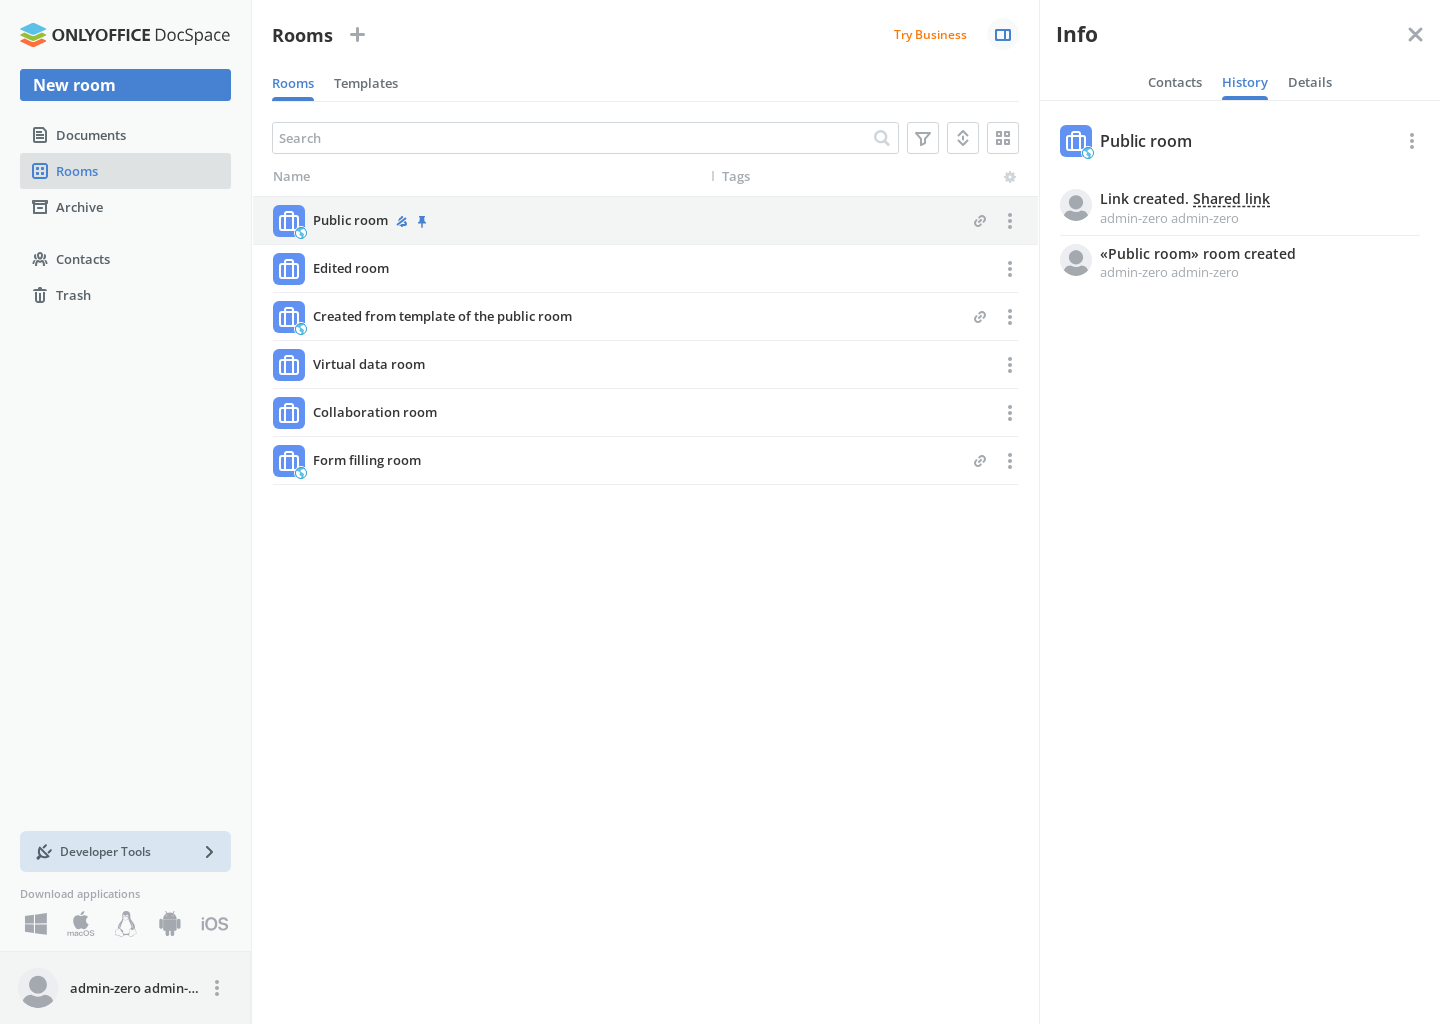 ONLYOFFICE DocSpace
New room
Documents
Rooms
Archive
Contacts
Trash
Developer Tools
Download applications
macOS
iOS
admin-zero admin-...
Rooms
Try Business
Rooms Templates
Search
Name Tags
Public room
Edited room
Created from template of the public room
Virtual data room
Collaboration room
Form filling room
Info
Contacts History Details
Public room
Link created. Shared link
admin-zero admin-zero
«Public room» room created
admin-zero admin-zero